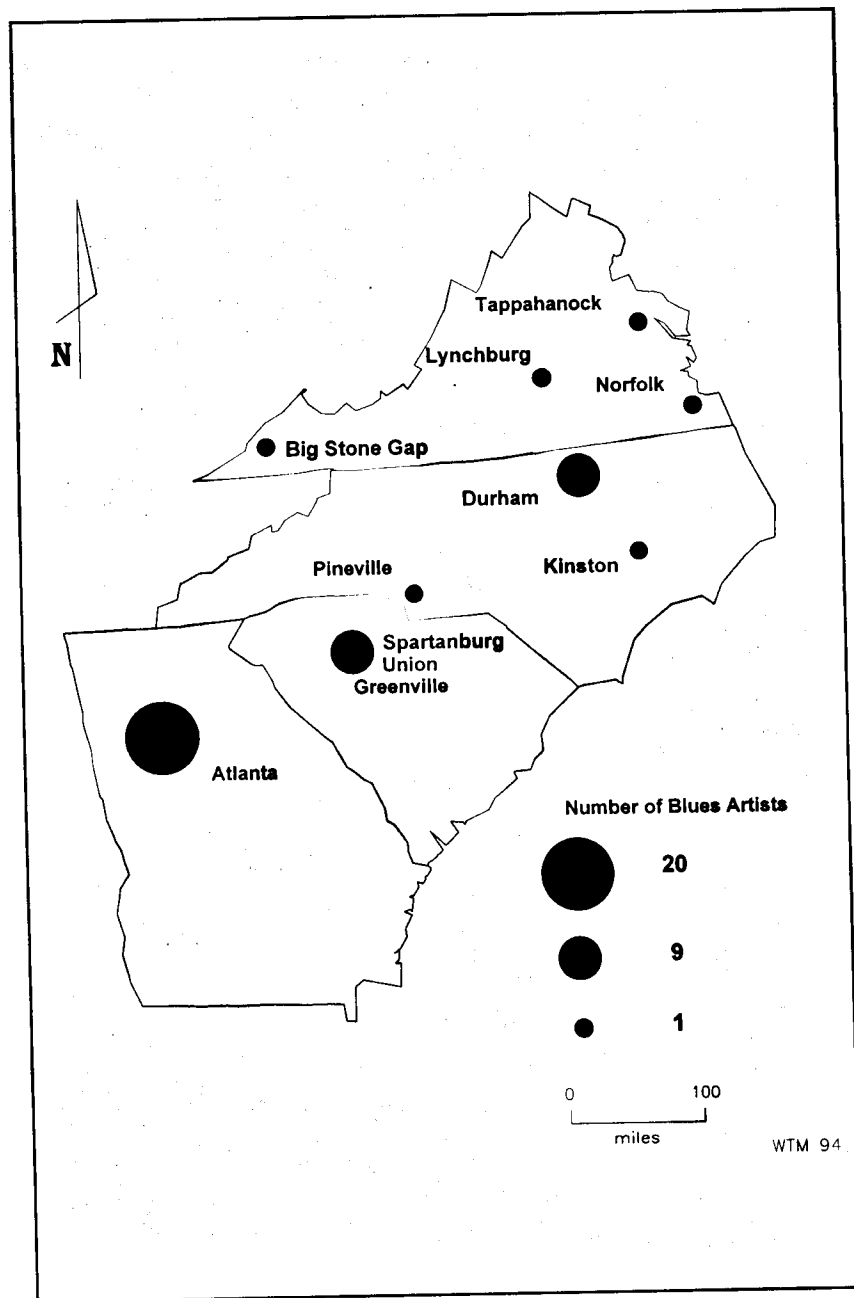 Tappahanock
Lynchburg
Norfolk
N
Big Stone Gap
Durham
Kinston
Pineville
Spartanburg
Union
Greenville
Atlanta
Number of Blues Artists
20
9
1
0 100
miles
WTM 94